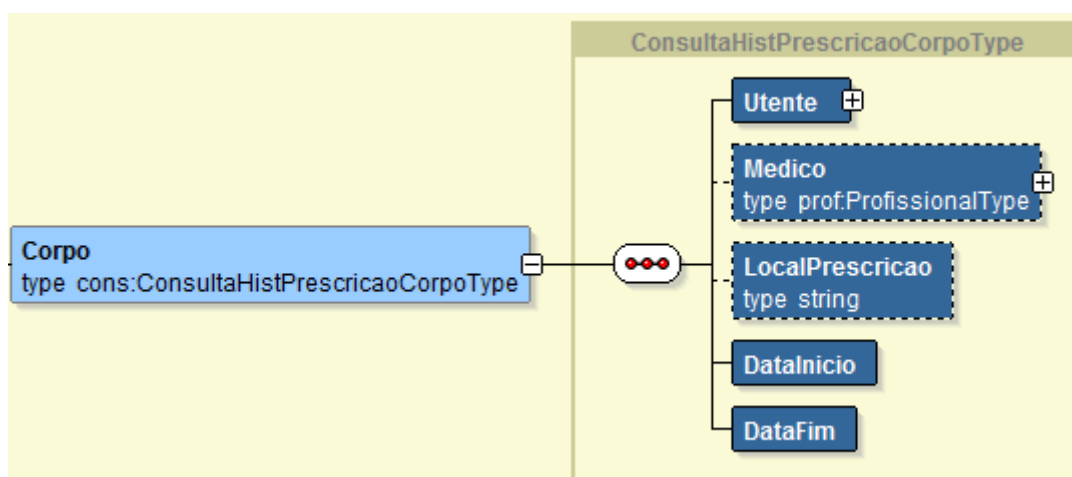 ConsultaHistPrescricaoCorpoType
Utente
Medico
type prof:ProfissionalType
Corpo
type cons:ConsultaHistPrescricaoCorpoType
LocalPrescricao
type string
DataInicio
DataFim